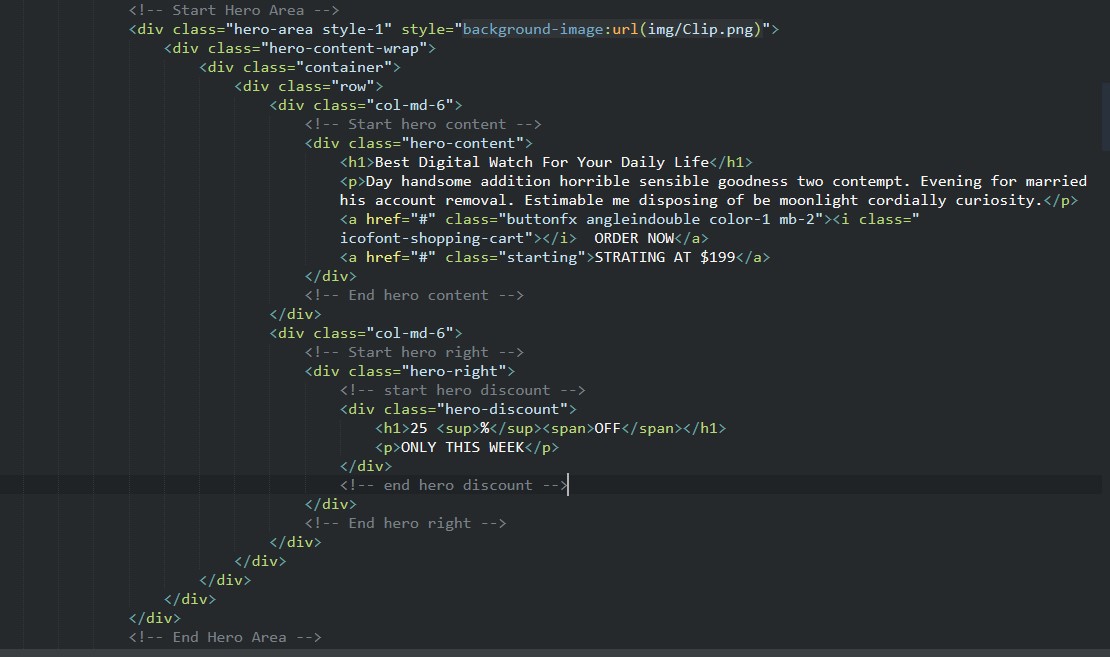 <!-- Start Hero Area -->
<div class="hero-area style-1" style="background-image:url(img/Clip.png)">
<div class="hero-content-wrap">
<div class="container">
<div class="row">
<div class="col-md-6">
<!-- Start hero content -->
<div class="hero-content">
<h1>Best Digital Watch For Your Daily Life</h1>
<p>Day handsome addition horrible sensible goodness two contempt. Evening for married
his account removal. Estimable me disposing of be moonlight cordially curiosity.</p>
<a href="#" class="buttonfx angleindouble color-1 mb-2"><i class="
icofont-shopping-cart"></i>  ORDER NOW</a>
<a href="#" class="starting">STRATING AT $199</a>
</div>
<!-- End hero content -->
</div>
<div class="col-md-6">
<!-- Start hero right -->
<div class="hero-right">
<!-- start hero discount -->
<div class="hero-discount">
<h1>25 <sup>%</sup><span>OFF</span></h1>
<p>ONLY THIS WEEK</p>
</div>
<!-- end hero discount -->
</div>
<!-- End hero right -->
</div>
</div>
</div>
</div>
</div>
<!-- End Hero Area -->